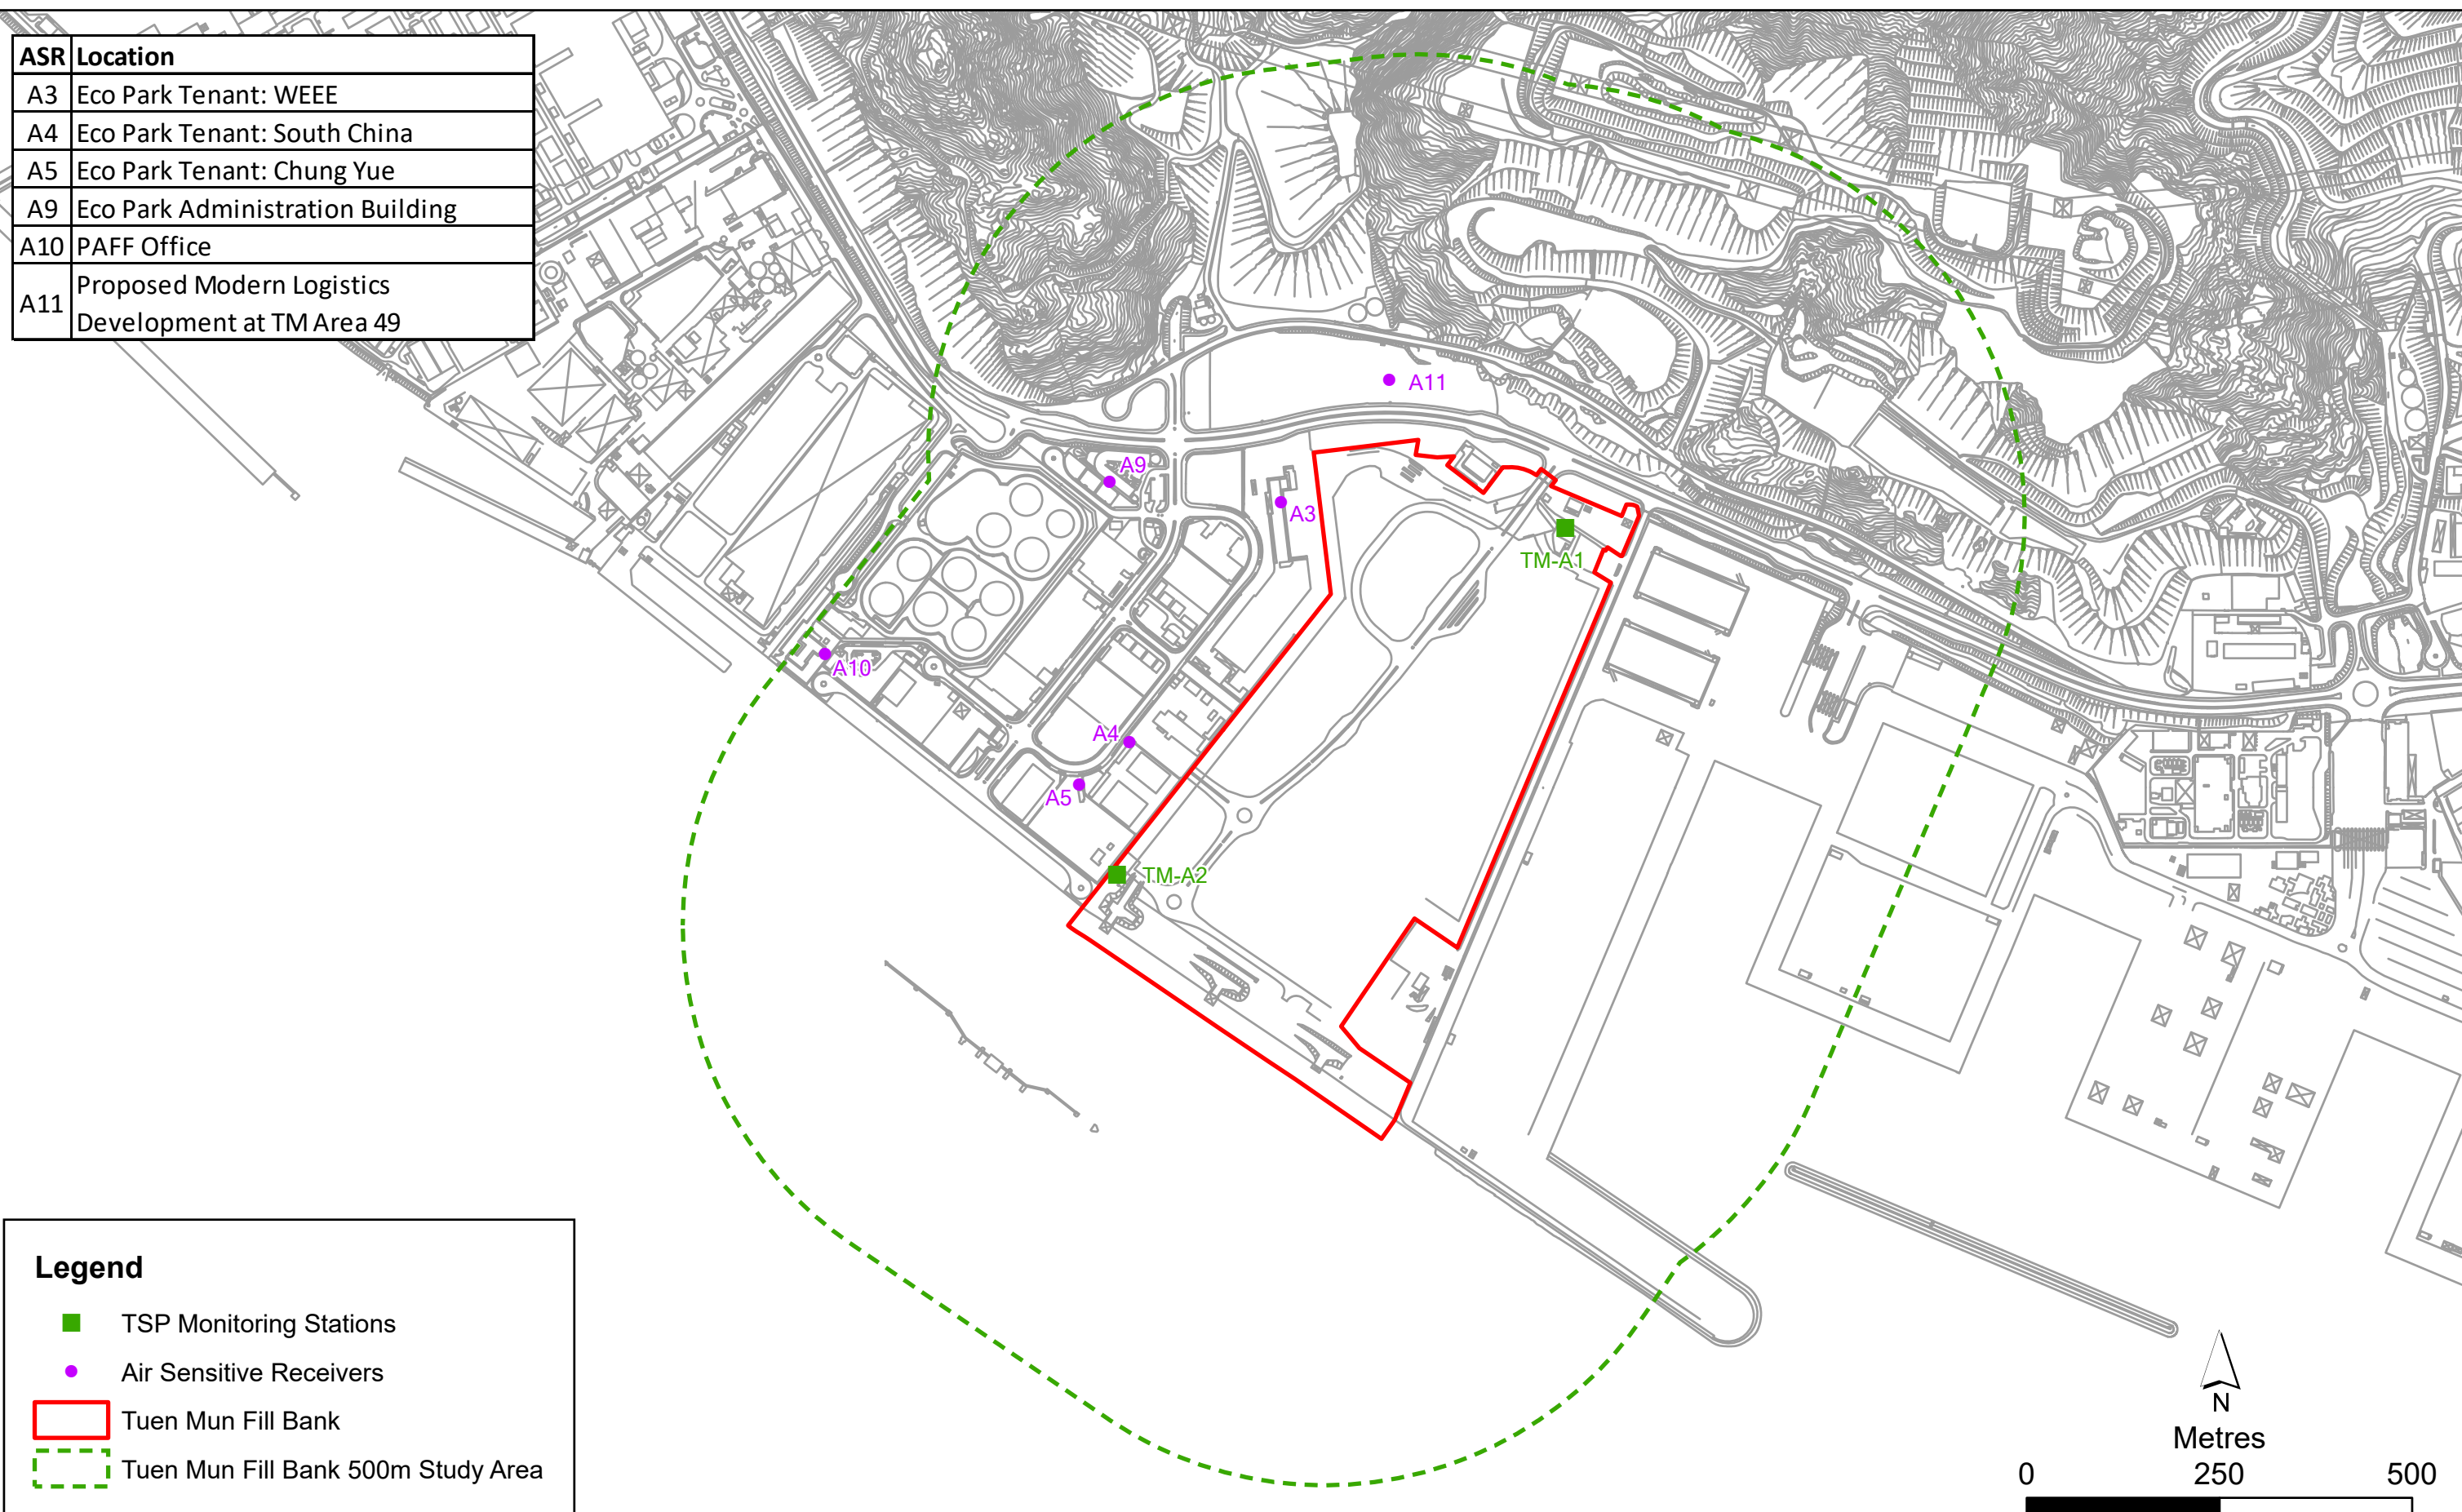 ASR Location
A3 Eco Park Tenant: WEEE
A4 Eco Park Tenant: South China
A5 Eco Park Tenant: Chung Yue
A9 Eco Park Administration Building
A10 PAFF Office
A11 Proposed Modern Logistics
Development at TM Area 49
A11
A9
A3
TM-A1
A10
A4
A5
TM-A2
Legend
TSP Monitoring Stations
Air Sensitive Receivers
Tuen Mun Fill Bank
Tuen Mun Fill Bank 500m Study Area
N
Metres
0 250 500